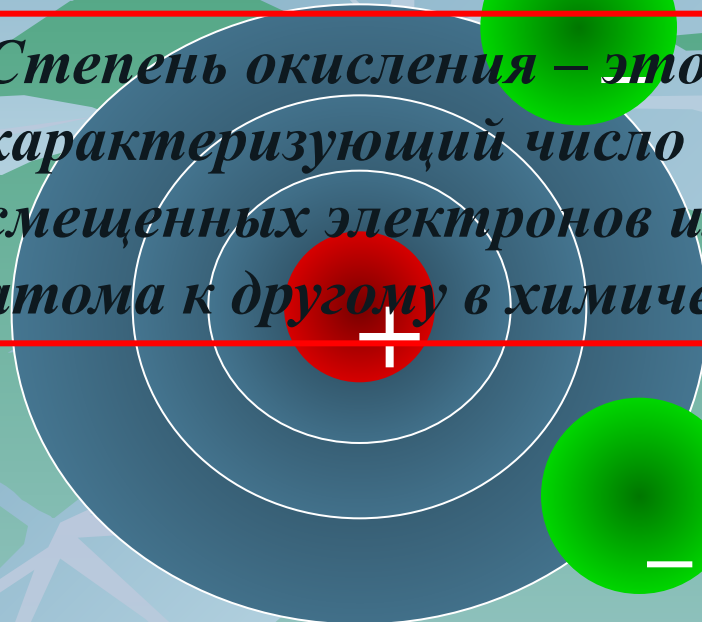 Степень окисления – это
характеризующий число
смещенных электронов и
атома к другому в химиче